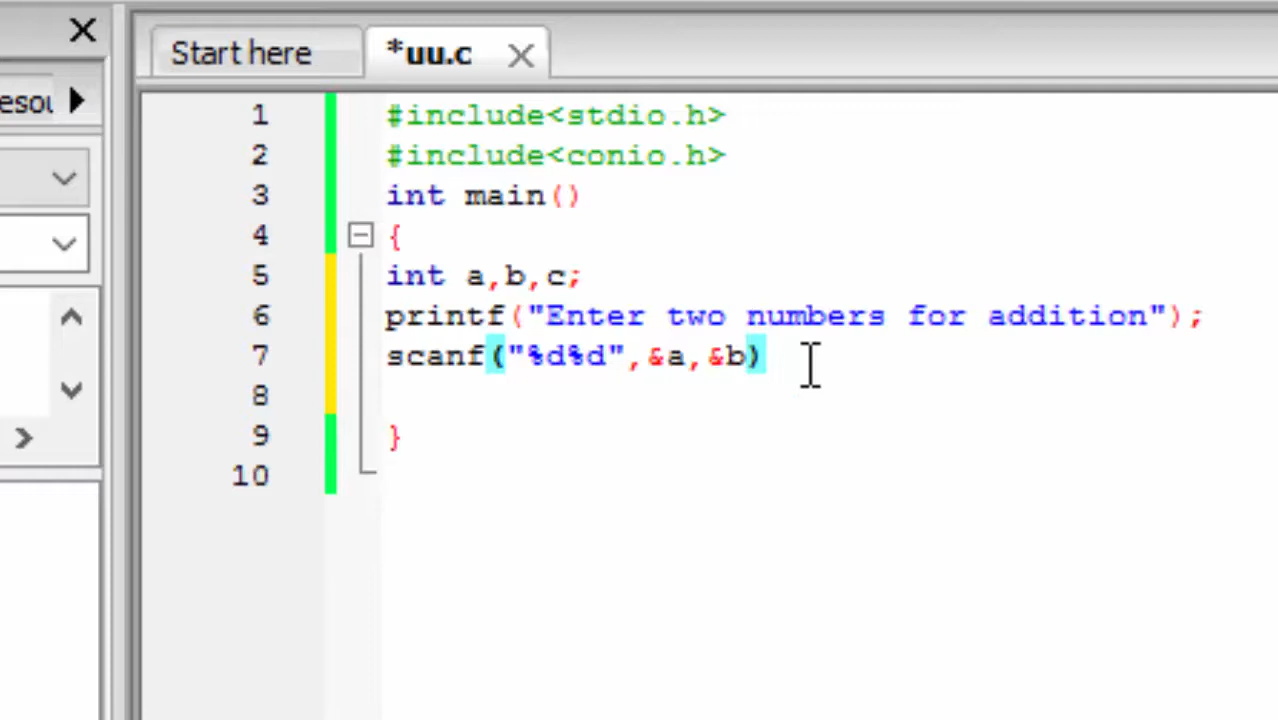 Start here *uu.c
esou
1 #include<stdio.h>
2 #include<conio.h>
3 int main()
4 {
5 int a,b,c;
6 printf("Enter two numbers for addition");
7 scanf("%d%d",&a,&b)
8
9 }
10